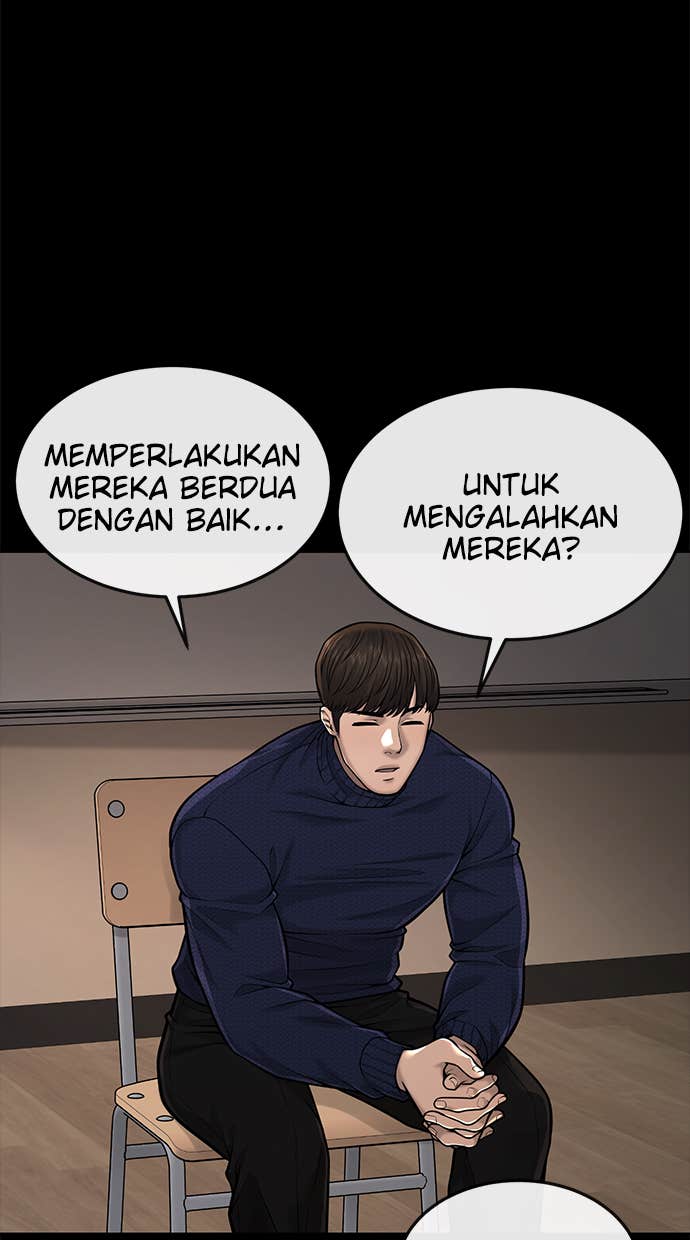 MEMPERLAKUKAN
MEREKA BERDUA
DENGAN BAIK...
UNTUK
MENGALAHKAN
MEREKA?